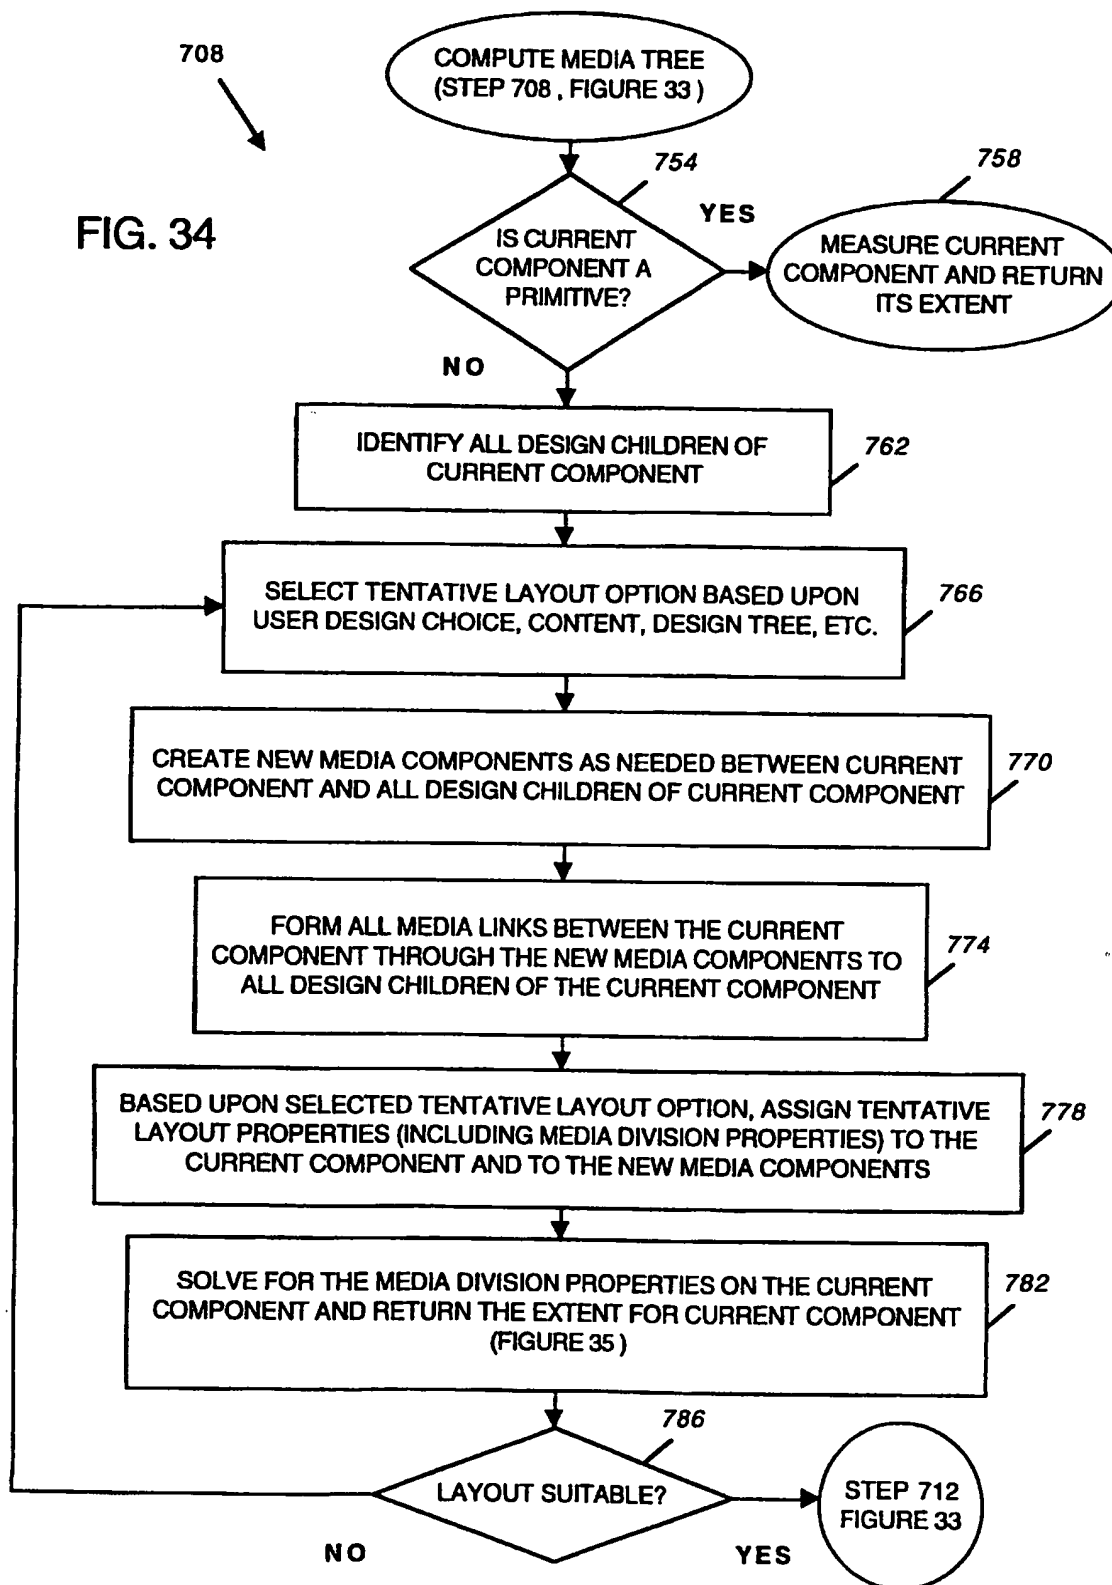 708
COMPUTE MEDIA TREE
(STEP 708, FIGURE 33)
754
758
YES
FIG. 34
IS CURRENT
COMPONENT A
PRIMITIVE?
MEASURE CURRENT
COMPONENT AND RETURN
ITS EXTENT
NO
IDENTIFY ALL DESIGN CHILDREN OF
CURRENT COMPONENT
762
SELECT TENTATIVE LAYOUT OPTION BASED UPON
USER DESIGN CHOICE, CONTENT, DESIGN TREE, ETC.
766
CREATE NEW MEDIA COMPONENTS AS NEEDED BETWEEN CURRENT
COMPONENT AND ALL DESIGN CHILDREN OF CURRENT COMPONENT
770
FORM ALL MEDIA LINKS BETWEEN THE CURRENT
COMPONENT THROUGH THE NEW MEDIA COMPONENTS TO
ALL DESIGN CHILDREN OF THE CURRENT COMPONENT
774
BASED UPON SELECTED TENTATIVE LAYOUT OPTION, ASSIGN TENTATIVE
LAYOUT PROPERTIES (INCLUDING MEDIA DIVISION PROPERTIES) TO THE
CURRENT COMPONENT AND TO THE NEW MEDIA COMPONENTS
778
SOLVE FOR THE MEDIA DIVISION PROPERTIES ON THE CURRENT
COMPONENT AND RETURN THE EXTENT FOR CURRENT COMPONENT
(FIGURE 35)
782
786
LAYOUT SUITABLE?
STEP 712
FIGURE 33
NO
YES